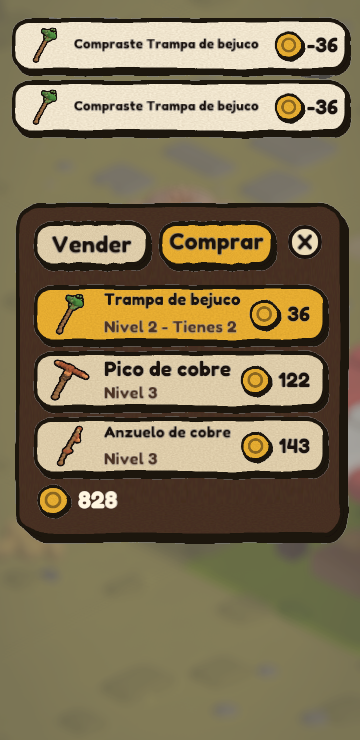 Compraste Trampa de bejuco -36
Compraste Trampa de bejuco -36
Vender Comprar
Trampa de bejuco 36
Nivel 2 - Tienes 2
Pico de cobre 122
Nivel 3
Anzuelo de cobre 143
Nivel 3
828